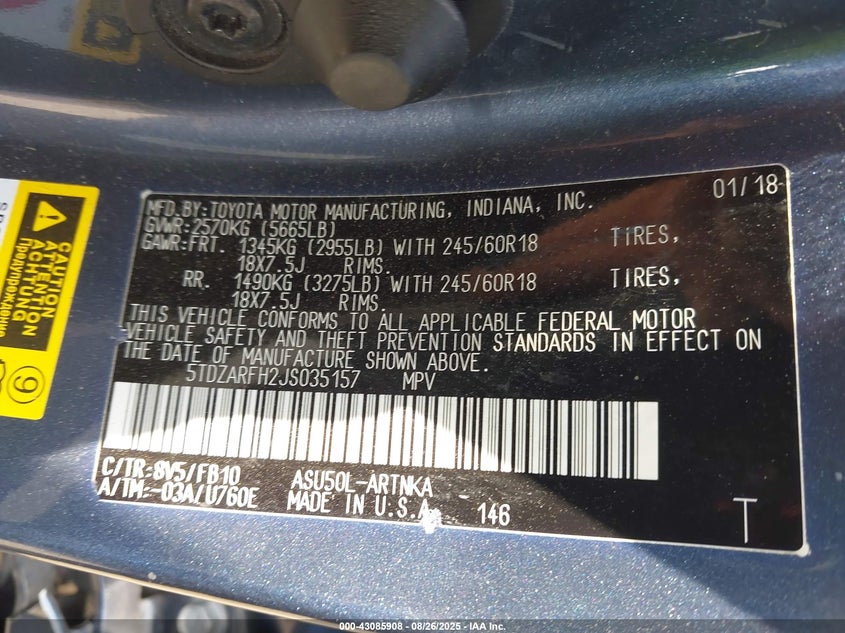 MFD.BY:TOYOTA MOTOR MANUFACTURING, INDIANA, INC. 01/18
GVWR:2570KG (5665LB)
GAWR:FRT. 1345KG (2955LB) WITH 245/60R18 TIRES,
18X7.5J RIMS.
RR. 1490KG (3275LB) WITH 245/60R18 TIRES,
18X7.5J RIMS.
THIS VEHICLE CONFORMS TO ALL APPLICABLE FEDERAL MOTOR
VEHICLE SAFETY AND THEFT PREVENTION STANDARDS IN EFFECT ON
THE DATE OF MANUFACTURE SHOWN ABOVE.
5TDZARFH2JS035157 MPV
C/TR:8V5/FB10 ASU50L-ARTNKA
A/TM:-03A/U760E MADE IN U.S.A. 146
T
CAUTION
ATTENTION
ACHTUNG
Предупреждение
9
000-43085908 - 08/26/2025 - IAA Inc.